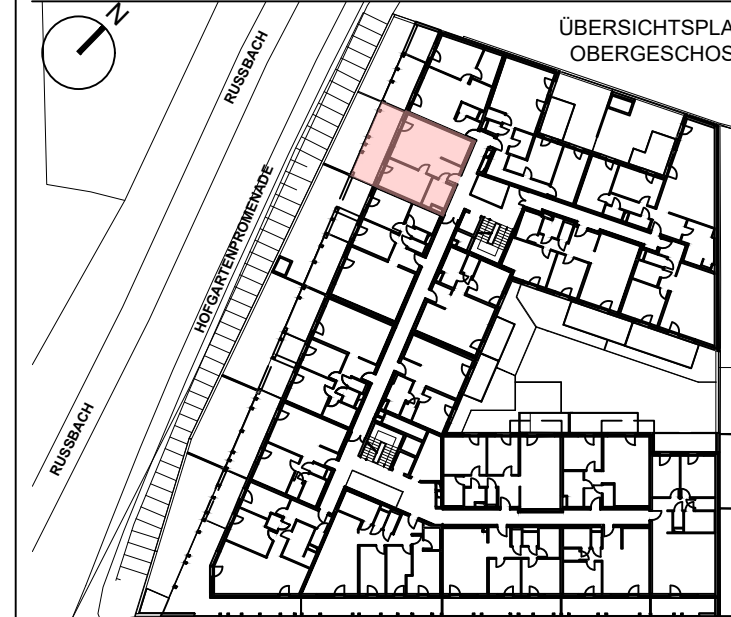 N
ÜBERSICHTSPLA
OBERGESCHOS
RUSSBACH
HOFGARTENPROMENADE
RUSSBACH